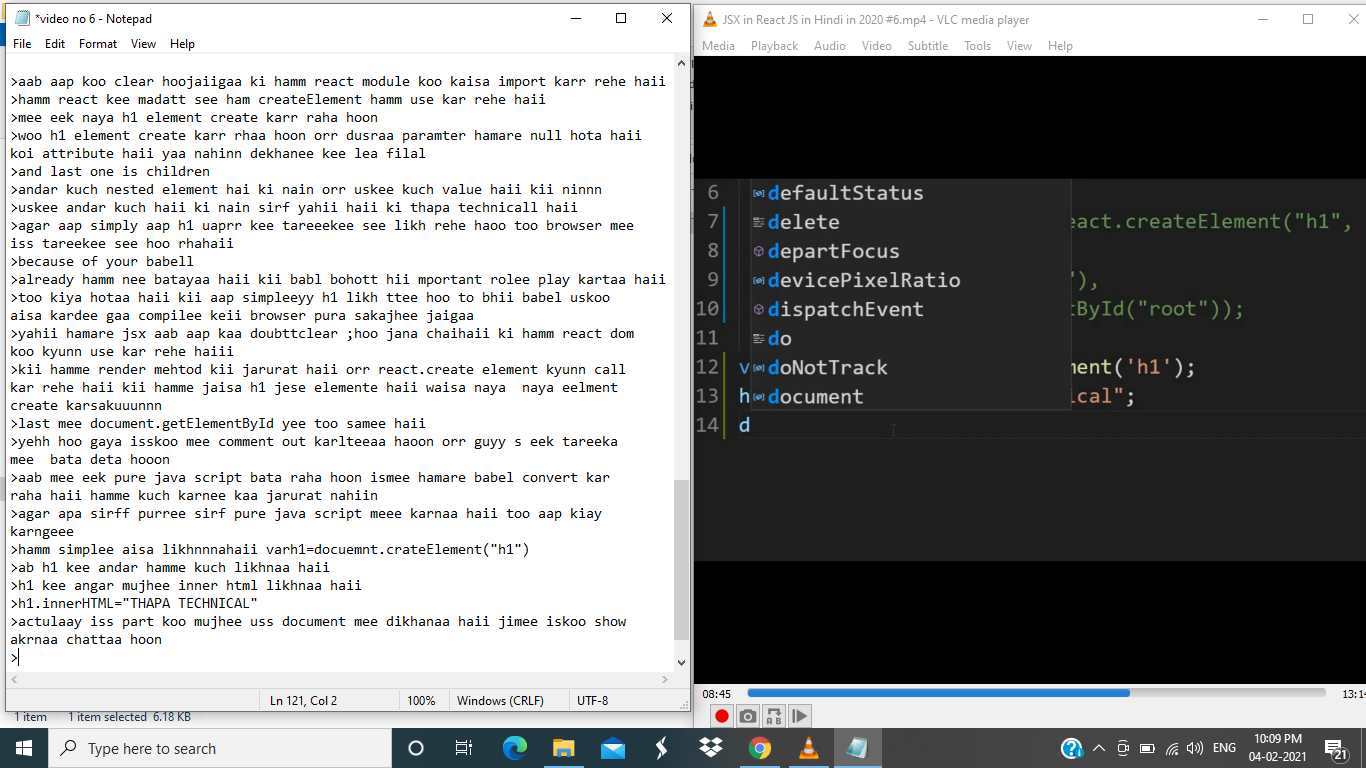 *video no 6 - Notepad
File Edit Format View Help
>aab aap koo clear hoojaiigaa ki hamm react module koo kaisa import karr rehe haii
>hamm react kee madatt see ham createElement hamm use kar rehe haii
>mee eek naya h1 element create karr raha hoon
>woo h1 element create karr rhaa hoon orr dusraa paramter hamare null hota haii
koi attribute haii yaa nahinn dekhanee kee lea filal
>and last one is children
>andar kuch nested element hai ki nain orr uskee kuch value haii kii ninnn
>uskee andar kuch haii ki nain sirf yahii haii ki thapa technicall haii
>agar aap simply aap h1 uaprr kee tareeekee see likh rehe haoo too browser mee
iss tareekee see hoo rhahaii
>because of your babell
>already hamm nee batayaa haii kii babl bohott hii mportant rolee play kartaa haii
>too kiya hotaa haii kii aap simpleeyy h1 likh ttee hoo to bhii babel uskoo
aisa kardee gaa compilee keii browser pura sakajhee jaigaa
>yahii hamare jsx aab aap kaa doubttclear ;hoo jana chaihaii ki hamm react dom
koo kyunn use kar rehe haiii
>kii hamme render mehtod kii jarurat haii orr react.create element kyunn call
kar rehe haii kii hamme jaisa h1 jese elemente haii waisa naya  naya eelment
create karsakuuunnn
>last mee document.getElementById yee too samee haii
>yehh hoo gaya isskoo mee comment out karlteeaa haoon orr guyy s eek tareeka
mee  bata deta hooon
>aab mee eek pure java script bata raha hoon ismee hamare babel convert kar
raha haii hamme kuch karnee kaa jarurat nahiin
>agar apa sirff purree sirf pure java script meee karnaa haii too aap kiay
karngeee
>hamm simplee aisa likhnnnahaii varh1=docuemnt.crateElement("h1")
>ab h1 kee andar hamme kuch likhnaa haii
>h1 kee angar mujhee inner html likhnaa haii
>h1.innerHTML="THAPA TECHNICAL"
>actulaay iss part koo mujhee uss document mee dikhanaa haii jimee iskoo show
akrnaa chattaa hoon
>
Ln 121, Col 2 100% Windows (CRLF) UTF-8
1 item 1 item selected 6.18 KB
JSX in React JS in Hindi in 2020 #6.mp4 - VLC media player
Media Playback Audio Video Subtitle Tools View Help
6 defaultStatus
7 delete eact.createElement("h1",
8 departFocus
9 devicePixelRatio "),
10 dispatchEvent tById("root"));
11 do
12 v doNotTrack ment('h1');
13 h document ical";
14 d
08:45 13:14
A B
Type here to search
ENG
10:09 PM
04-02-2021
21